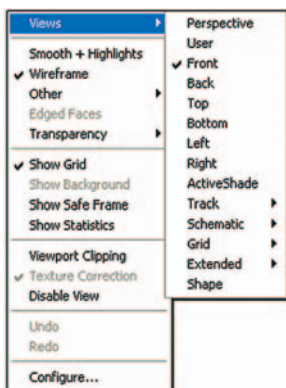 Views
Smooth + Highlights
Wireframe
Other
Edged Faces
Transparency
Show Grid
Show Background
Show Safe Frame
Show Statistics
Viewport Clipping
Texture Correction
Disable View
Undo
Redo
Configure...
Perspective
User
Front
Back
Top
Bottom
Left
Right
ActiveShade
Track
Schematic
Grid
Extended
Shape